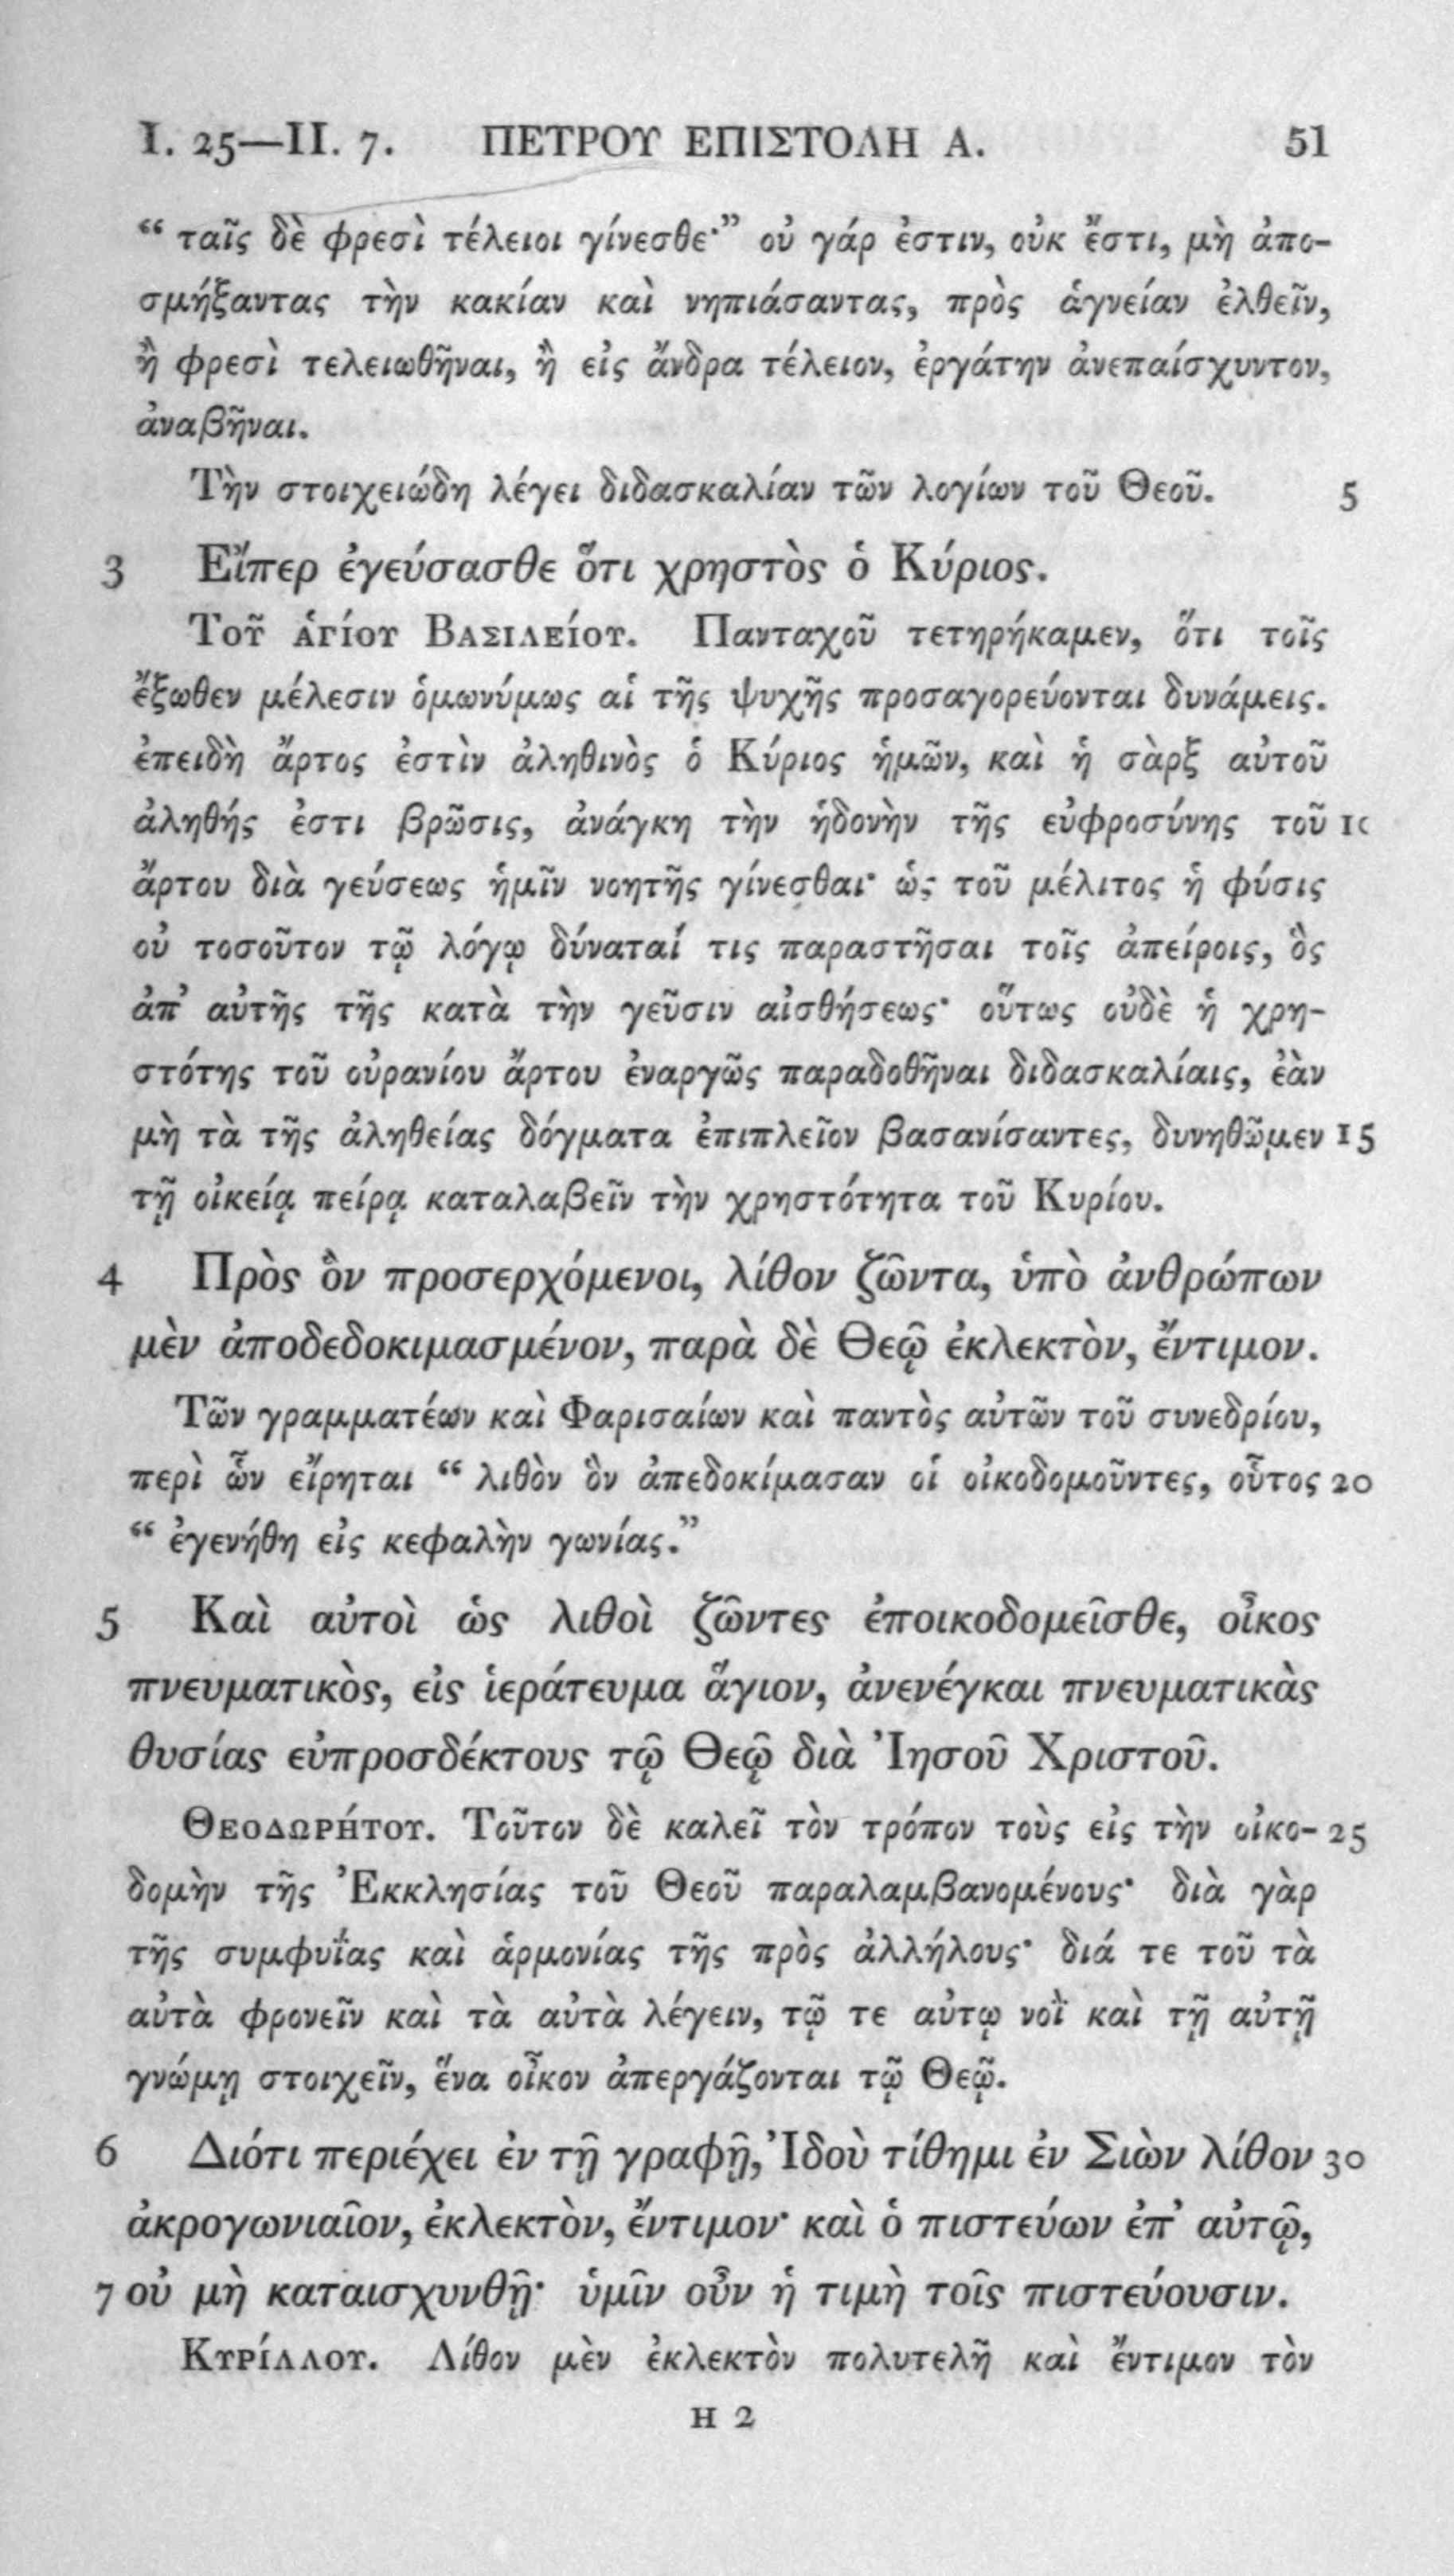 I. 25—II. 7. ΠΕΤΡΟΥ ΕΠΙΣΤΟΛΗ Α. 51
“ ταῖς δὲ φρεσὶ τέλειοι γίνεσθε·” οὐ γάρ ἐστιν, οὐκ ἔστι, μὴ ἀπο-
σμήξαντας τὴν κακίαν καὶ νηπιάσαντας, πρὸς ἁγνείαν ἐλθεῖν,
ἢ φρεσὶ τελειωθῆναι, ἢ εἰς ἄνδρα τέλειον, ἐργάτην ἀνεπαίσχυντον,
ἀναβῆναι.
Τὴν στοιχειώδη λέγει διδασκαλίαν τῶν λογίων τοῦ Θεοῦ. 5
3 Εἴπερ ἐγεύσασθε ὅτι χρηστὸς ὁ Κύριος.
Τοῦ ἁγίου Βασιλείου. Πανταχοῦ τετηρήκαμεν, ὅτι τοῖς
ἔξωθεν μέλεσιν ὁμωνύμως αἱ τῆς ψυχῆς προσαγορεύονται δυνάμεις.
ἐπειδὴ ἄρτος ἐστὶν ἀληθινὸς ὁ Κύριος ἡμῶν, καὶ ἡ σὰρξ αὐτοῦ
ἀληθής ἐστι βρῶσις, ἀνάγκη τὴν ἡδονὴν τῆς εὐφροσύνης τοῦ 10
ἄρτου διὰ γεύσεως ἡμῖν νοητῆς γίνεσθαι· ὡς τοῦ μέλιτος ἡ φύσις
οὐ τοσοῦτον τῷ λόγῳ δύναταί τις παραστῆσαι τοῖς ἀπείροις, ὃς
ἀπ’ αὐτῆς τῆς κατὰ τὴν γεῦσιν αἰσθήσεως· οὕτως οὐδὲ ἡ χρη-
στότης τοῦ οὐρανίου ἄρτου ἐναργῶς παραδοθῆναι διδασκαλίαις, ἐὰν
μὴ τὰ τῆς ἀληθείας δόγματα ἐπιπλεῖον βασανίσαντες, δυνηθῶμεν 15
τῇ οἰκείᾳ πείρᾳ καταλαβεῖν τὴν χρηστότητα τοῦ Κυρίου.
4 Πρὸς ὃν προσερχόμενοι, λίθον ζῶντα, ὑπὸ ἀνθρώπων
μὲν ἀποδεδοκιμασμένον, παρὰ δὲ Θεῷ ἐκλεκτὸν, ἔντιμον.
Τῶν γραμματέων καὶ Φαρισαίων καὶ παντὸς αὐτῶν τοῦ συνεδρίου,
περὶ ὧν εἴρηται “ λιθὸν ὃν ἀπεδοκίμασαν οἱ οἰκοδομοῦντες, οὗτος 20
“ ἐγενήθη εἰς κεφαλὴν γωνίας.”
5 Καὶ αὐτοὶ ὡς λιθοὶ ζῶντες ἐποικοδομεῖσθε, οἶκος
πνευματικὸς, εἰς ἱεράτευμα ἅγιον, ἀνενέγκαι πνευματικὰς
θυσίας εὐπροσδέκτους τῷ Θεῷ διὰ Ἰησοῦ Χριστοῦ.
Θεοδωρήτου. Τοῦτον δὲ καλεῖ τὸν τρόπον τοὺς εἰς τὴν οἰκο- 25
δομὴν τῆς Ἐκκλησίας τοῦ Θεοῦ παραλαμβανομένους· διὰ γὰρ
τῆς συμφυΐας καὶ ἁρμονίας τῆς πρὸς ἀλλήλους· διά τε τοῦ τὰ
αὐτὰ φρονεῖν καὶ τὰ αὐτὰ λέγειν, τῷ τε αὐτῳ νοῒ καὶ τῇ αὐτῇ
γνώμῃ στοιχεῖν, ἕνα οἶκον ἀπεργάζονται τῷ Θεῷ.
6 Διότι περιέχει ἐν τῇ γραφῇ, Ἰδοὺ τίθημι ἐν Σιὼν λίθον 30
ἀκρογωνιαῖον, ἐκλεκτὸν, ἔντιμον· καὶ ὁ πιστεύων ἐπ’ αὐτῷ,
7 οὐ μὴ καταισχυνθῇ· ὑμῖν οὖν ἡ τιμὴ τοῖς πιστεύουσιν.
Κυρίλλου. Λίθον μὲν ἐκλεκτὸν πολυτελῆ καὶ ἔντιμον τὸν
H 2